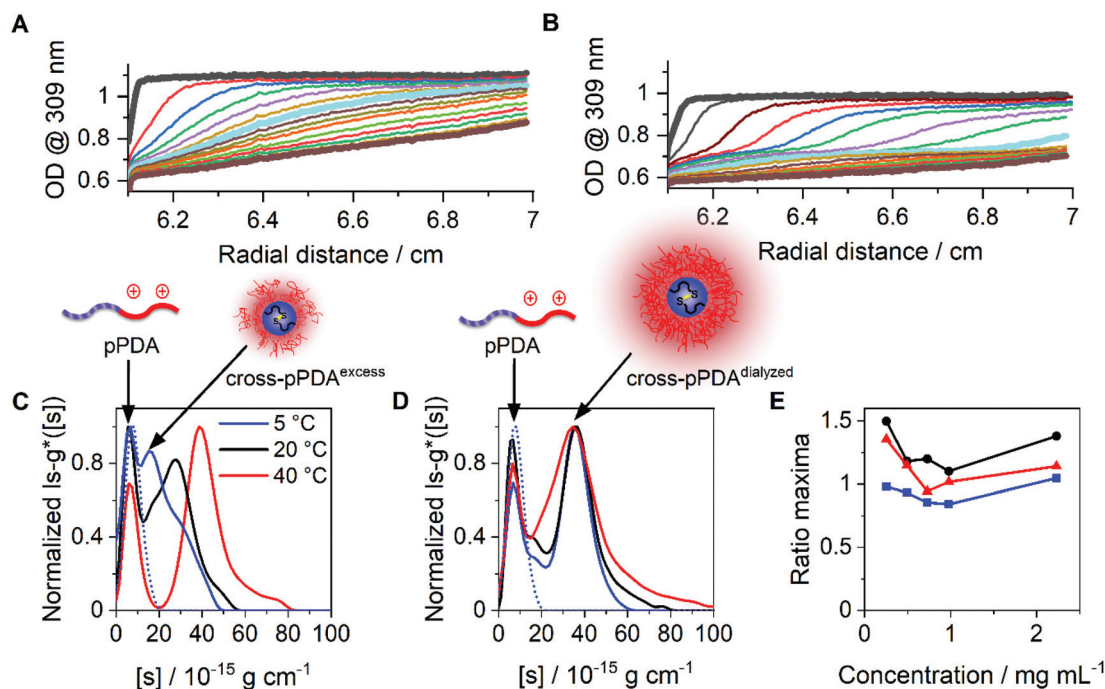 A
OD @ 309 nm
1
0.8
0.6
6.2
6.4
6.6
6.8
7
Radial distance / cm
B
OD @ 309 nm
1
0.8
0.6
6.2
6.4
6.6
6.8
7
Radial distance / cm
+ +
pPDA
S
S
cross-pPDA^excess
+ +
pPDA
S
S
cross-pPDA^dialyzed
C
Normalized ls-g*([s])
0.8
0.4
0
0 20 40 60 80 100
5 °C
20 °C
40 °C
[s] / 10⁻¹⁵ g cm⁻¹
D
Normalized ls-g*([s])
0.8
0.4
0
0 20 40 60 80 100
[s] / 10⁻¹⁵ g cm⁻¹
E
Ratio maxima
1.5
1
0.5
0
0 1 2
Concentration / mg mL⁻¹